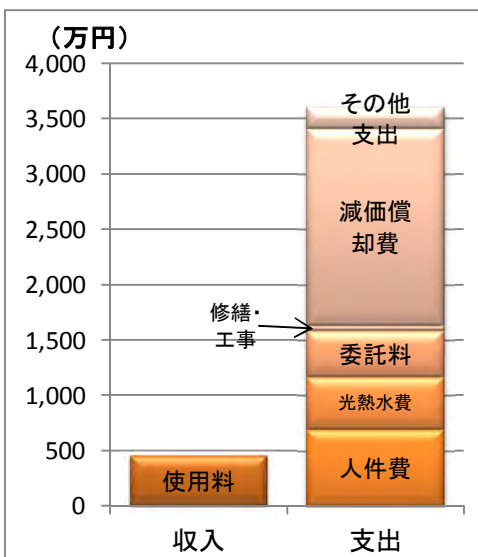 （万円）
4,000
3,500
3,000
2,500
2,000
1,500
1,000
500
0
その他
支出
減価償
却費
修繕・
工事
委託料
光熱水費
人件費
使用料
収入
支出